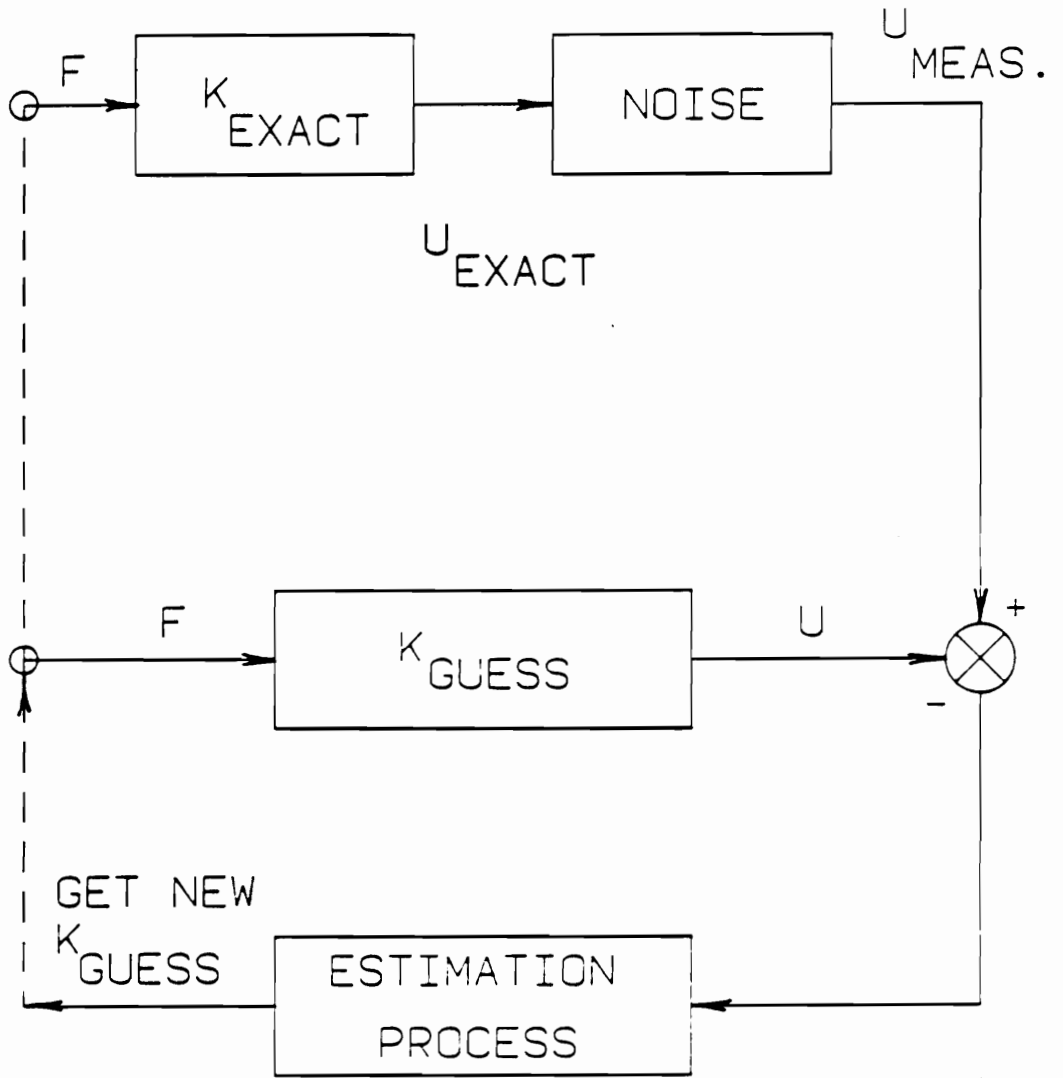 F
K
EXACT
NOISE
U
MEAS.
U
EXACT
F
K
GUESS
U
+
-
GET NEW
K
GUESS
ESTIMATION
PROCESS